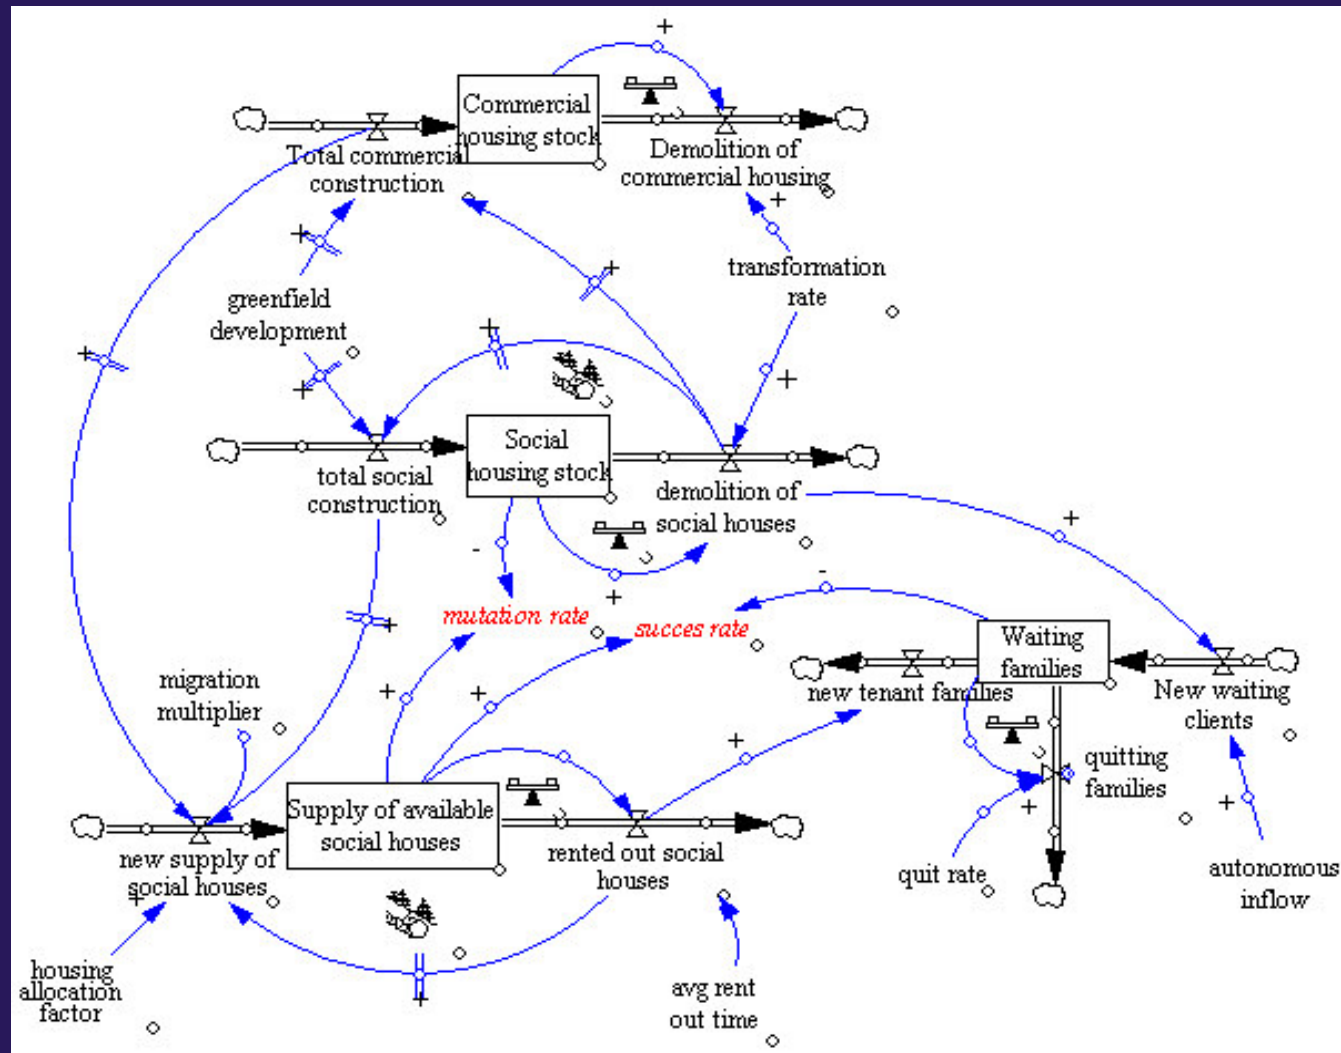 Commercial
housing stock
Total commercial
construction
Demolition of
commercial housing
transformation
rate
greenfield
development
Social
housing stock
total social
construction
demolition of
social houses
mutation rate
succes rate
Waiting
families
new tenant families
New waiting
clients
migration
multiplier
quitting
families
Supply of available
social houses
new supply of
social houses
rented out social
houses
quit rate
autonomous
inflow
housing
allocation
factor
avg rent
out time